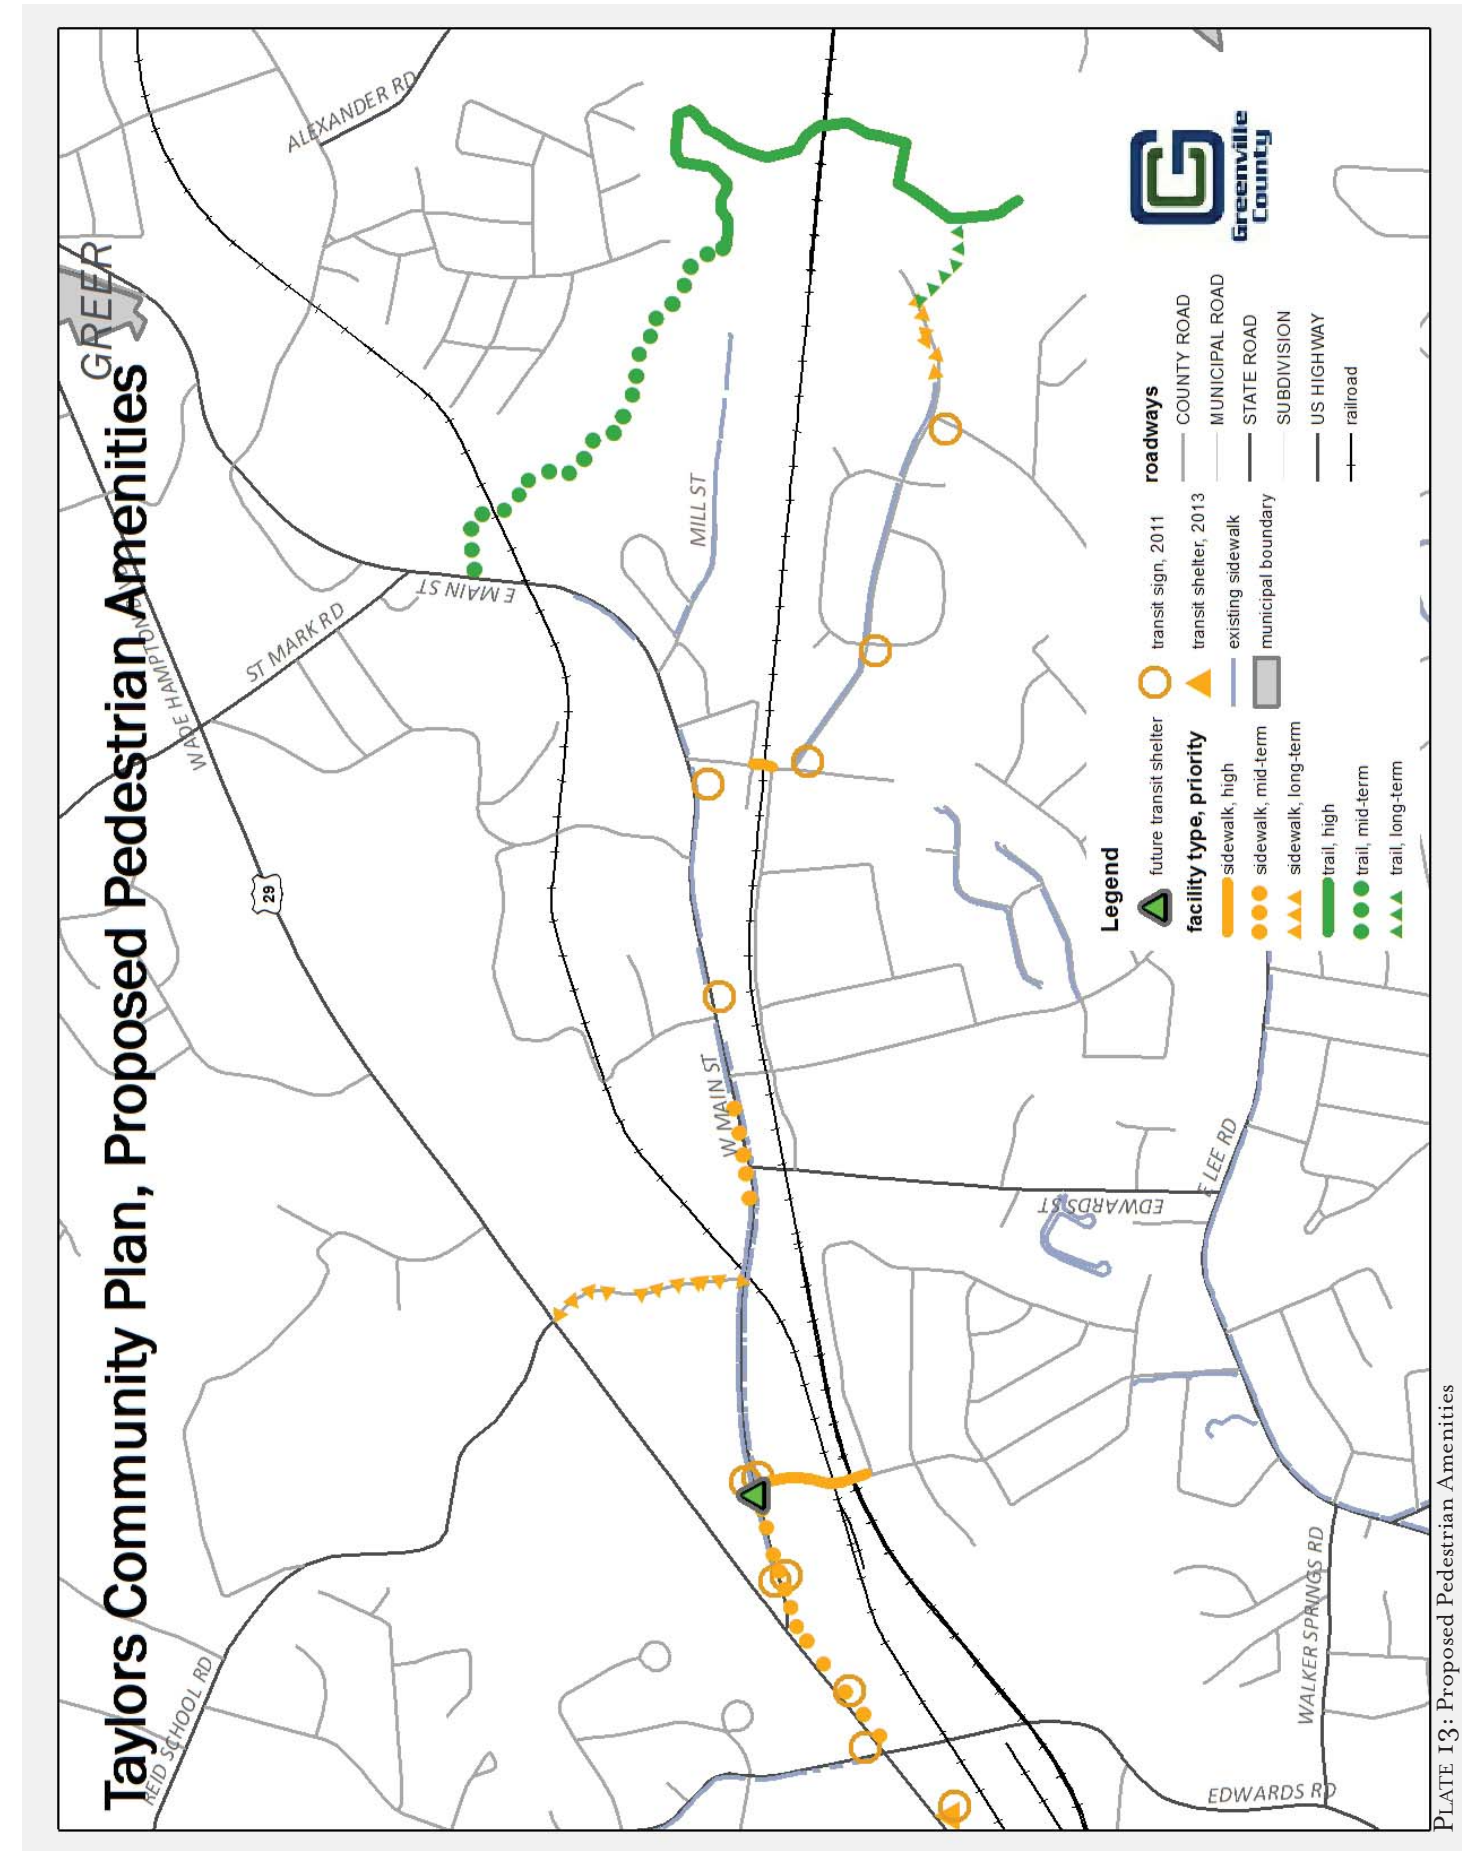 Taylors Community Plan, Proposed Pedestrian Amenities
GREER
ALEXANDER RD
WADE HAMPTON
ST MARK RD
E MAIN ST
29
MILL ST
W MAIN ST
REID SCHOOL RD
EDWARDS ST
E LEE RD
WALKER SPRINGS RD
EDWARDS RD
Legend
future transit shelter
facility type, priority
sidewalk, high
sidewalk, mid-term
sidewalk, long-term
trail, high
trail, mid-term
trail, long-term
transit sign, 2011
transit shelter, 2013
existing sidewalk
municipal boundary
roadways
COUNTY ROAD
MUNICIPAL ROAD
STATE ROAD
SUBDIVISION
US HIGHWAY
railroad
Greenville
County
PLATE 13: Proposed Pedestrian Amenities